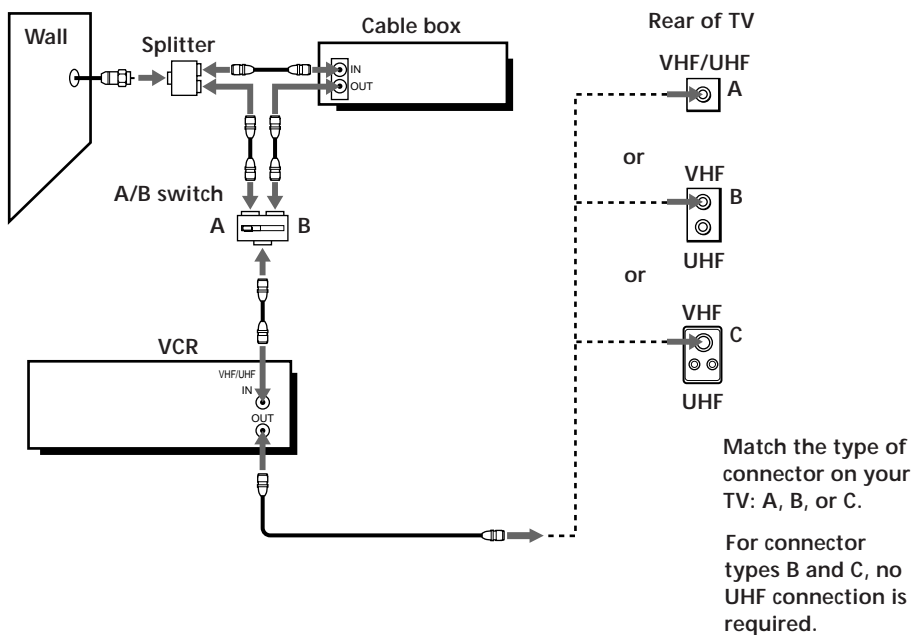 Wall
Splitter
Cable box
IN
OUT
A/B switch
A
B
VCR
VHF/UHF
IN
OUT
Rear of TV
VHF/UHF
A
or
VHF
B
UHF
or
VHF
C
UHF
Match the type of
connector on your
TV: A, B, or C.
For connector
types B and C, no
UHF connection is
required.